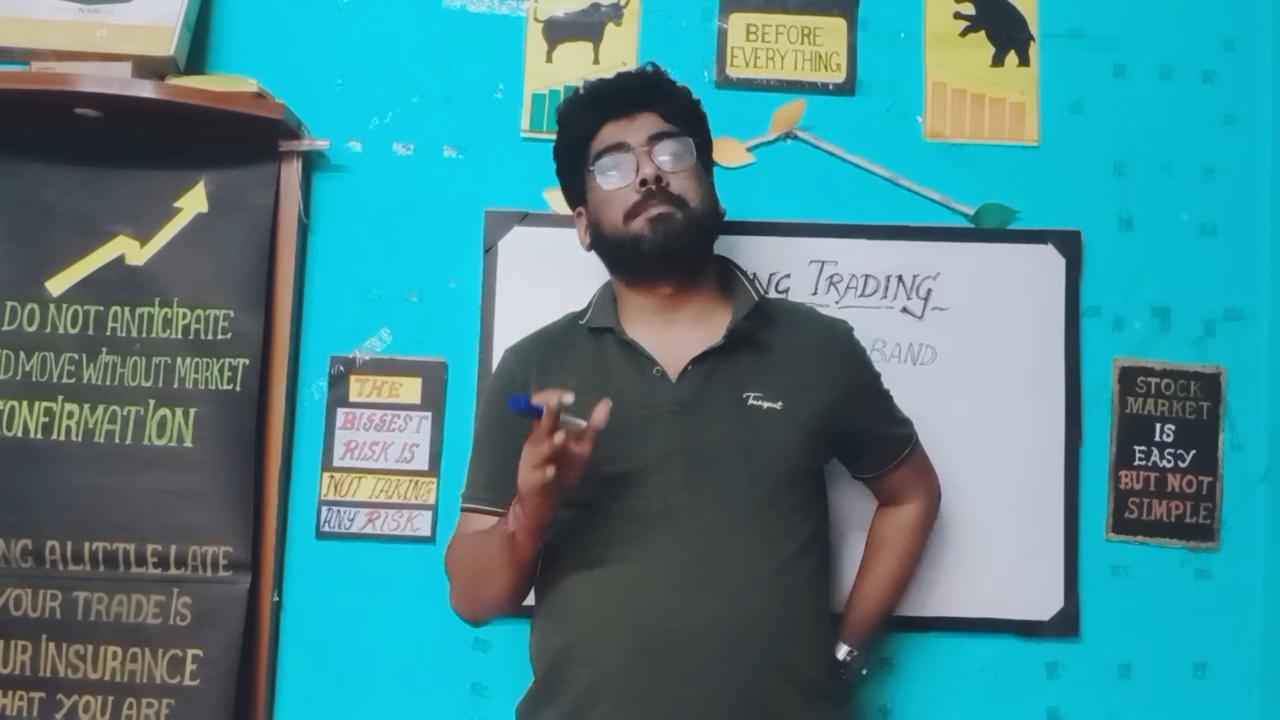 N300
BEFORE
EVERYTHING
DO NOT ANTICIPATE
D MOVE WITHOUT MARKET
CONFIRMATION
NG A LITTLE LATE
YOUR TRADE IS
UR INSURANCE
HAT YOU ARE
THE
BIGGEST
RISK IS
NOT TAKING
ANY RISK
NG TRADING
BAND
STOCK
MARKET
IS
EASY
BUT NOT
SIMPLE